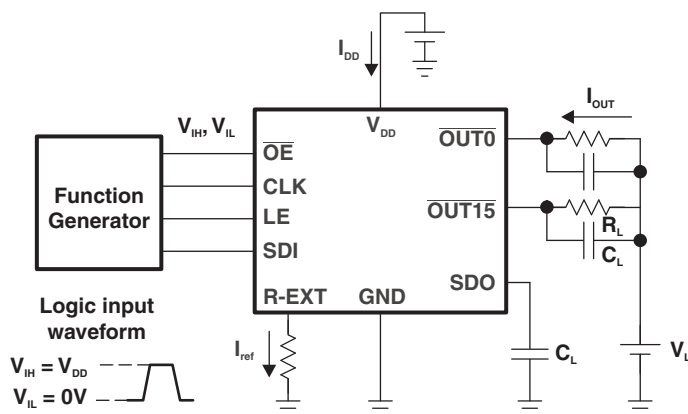 I_DD
V_IH, V_IL
I_OUT
V_DD
Function
Generator
OE
CLK
LE
SDI
OUT0
OUT15
R_L
C_L
R-EXT
GND
SDO
Logic input
waveform
I_ref
C_L
V_L
V_IH = V_DD
V_IL = 0V